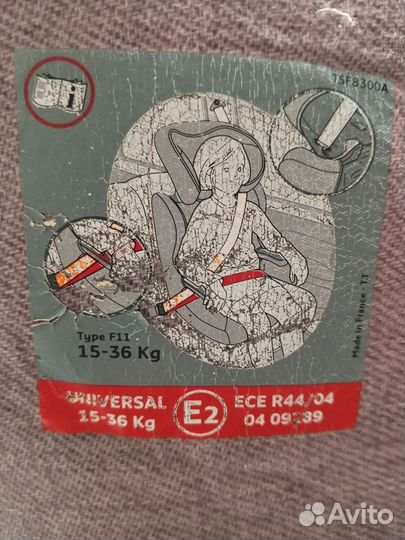 TSF8300A
i
Type F11
15-36 Kg
Made in France - T.T
UNIVERSAL
15-36 Kg
E2
ECE R44/04
04 09289
Avito